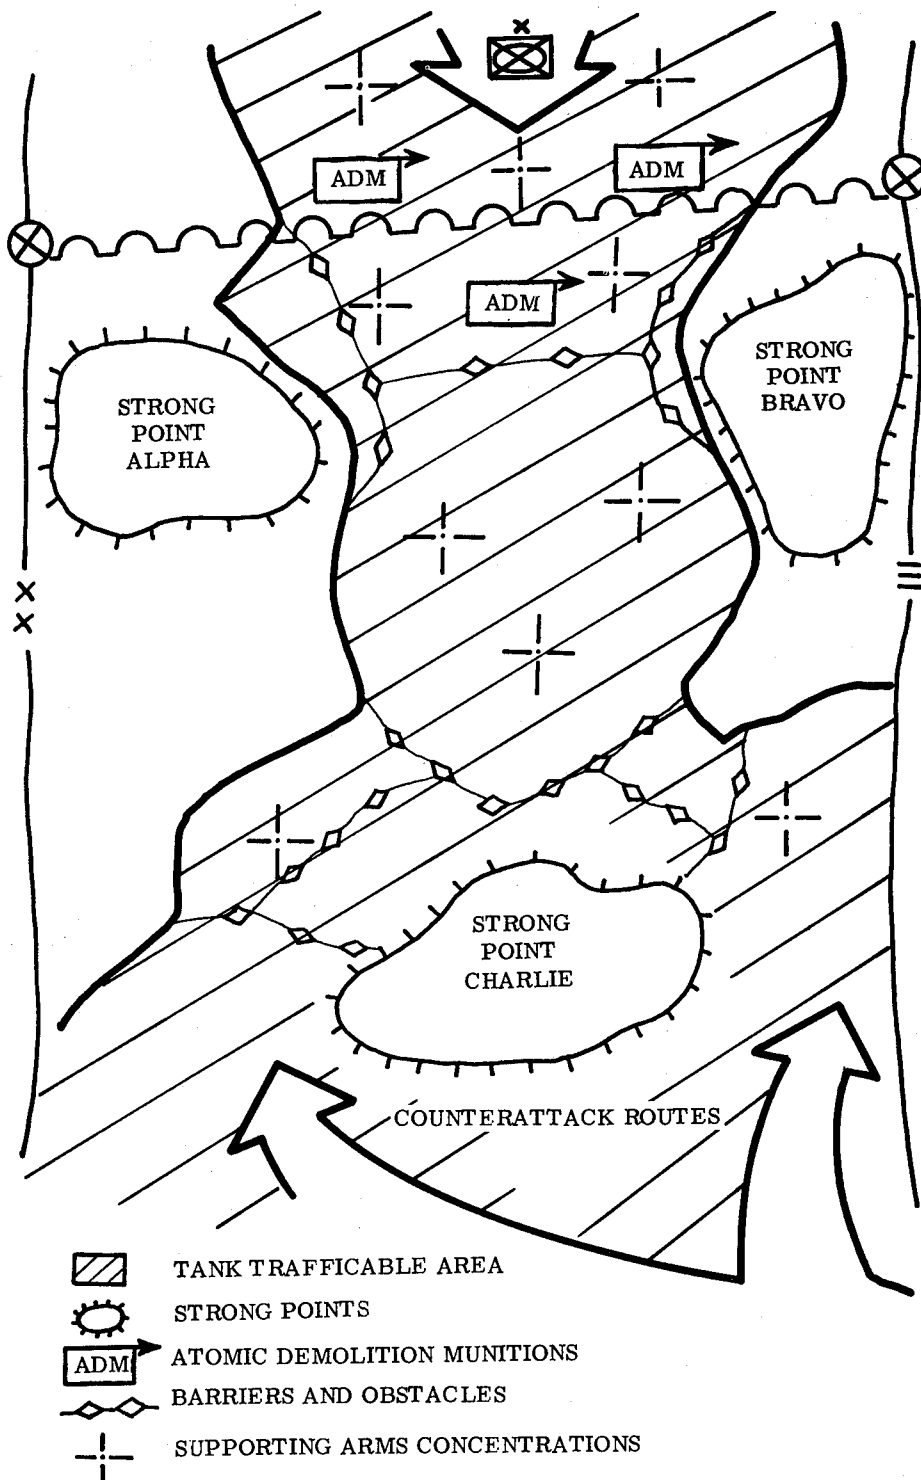 ADM
ADM
ADM
STRONG
POINT
BRAVO
STRONG
POINT
ALPHA
STRONG
POINT
CHARLIE
COUNTERATTACK ROUTES
TANK TRAFFICABLE AREA
STRONG POINTS
ADM ATOMIC DEMOLITION MUNITIONS
BARRIERS AND OBSTACLES
SUPPORTING ARMS CONCENTRATIONS